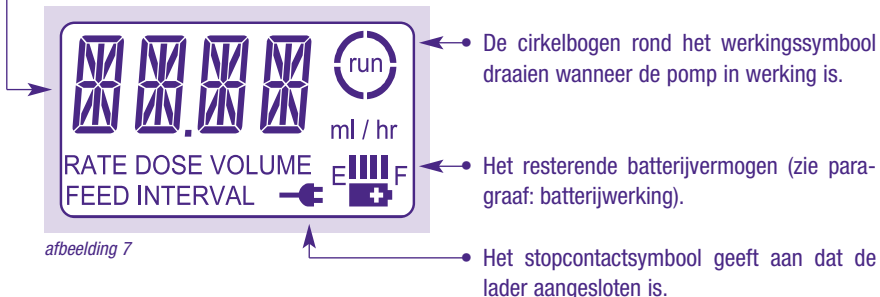 run
De cirkelbogen rond het werkingssymbool
draaien wanneer de pomp in werking is.
ml / hr
RATE DOSE VOLUME
FEED INTERVAL
E F
Het resterende batterijvermogen (zie para-
graaf: batterijwerking).
afbeelding 7
Het stopcontactsymbool geeft aan dat de
lader aangesloten is.